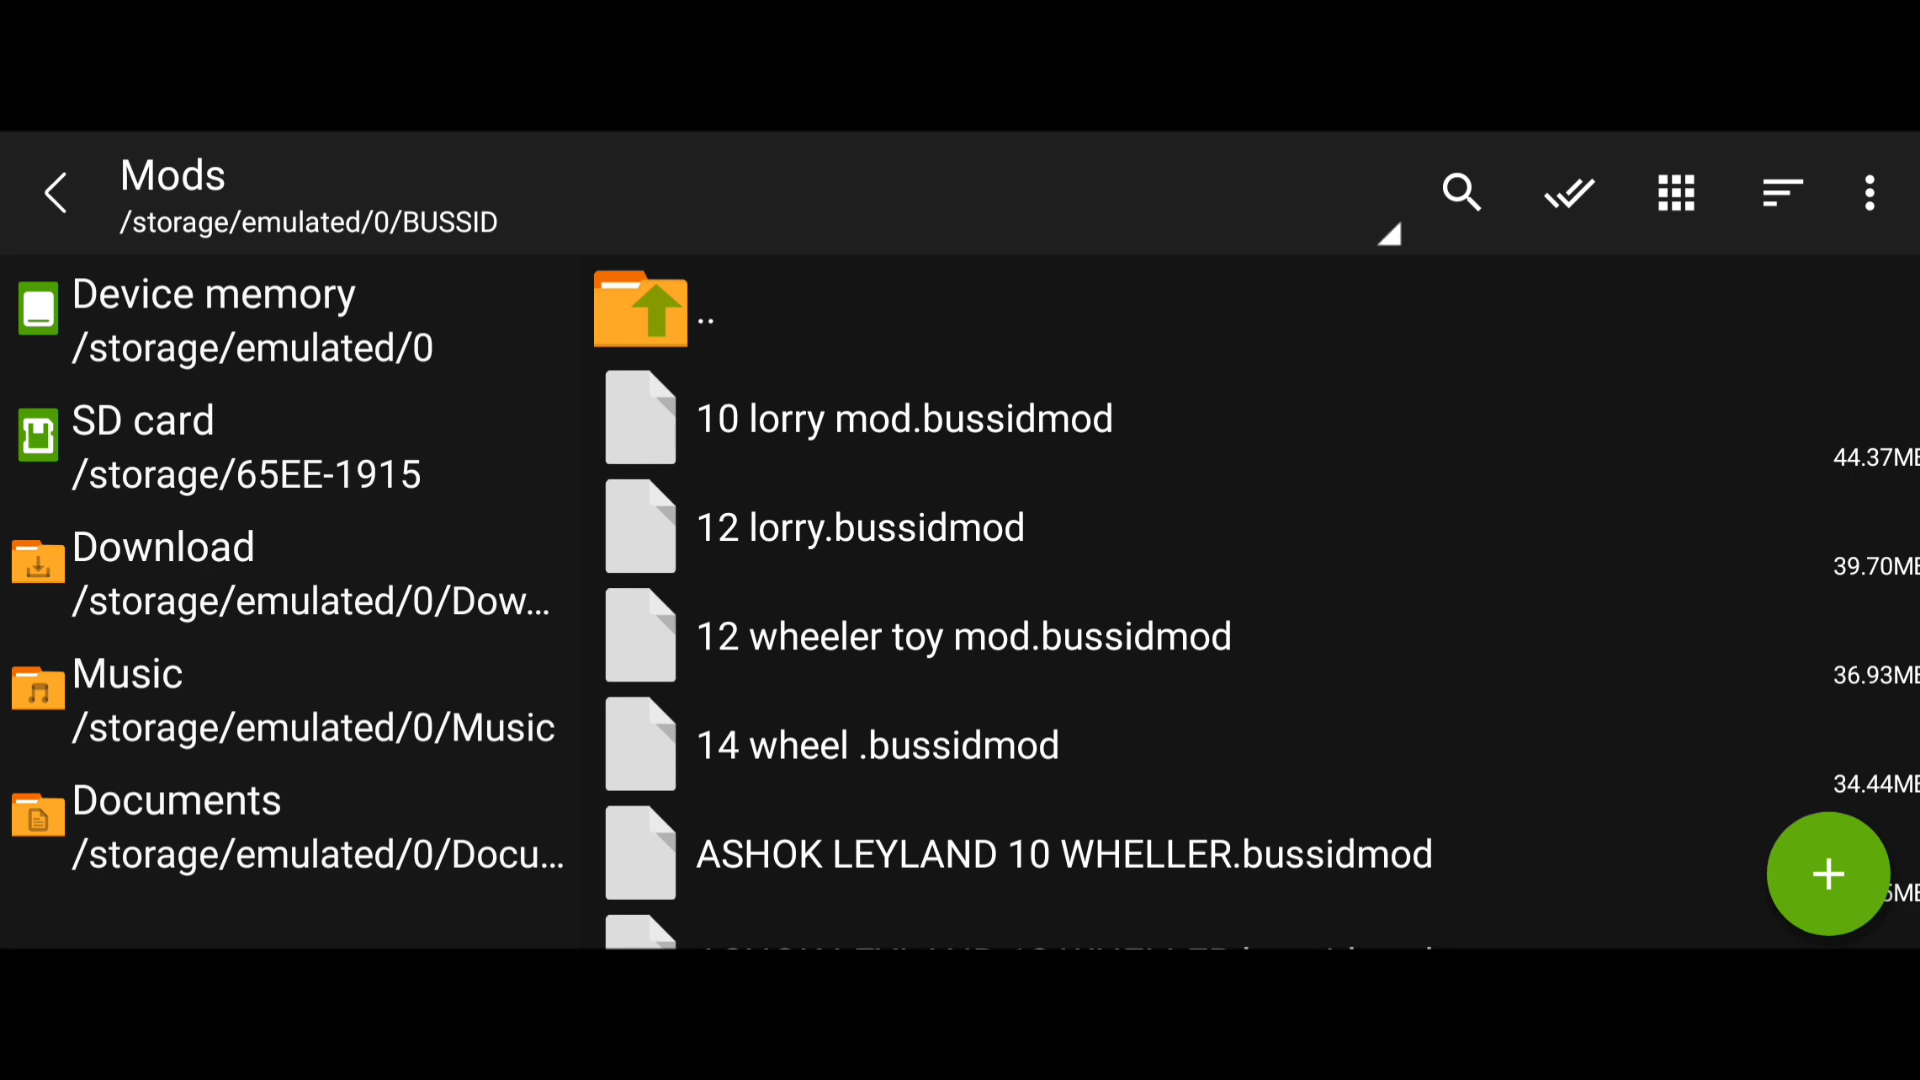 Mods
/storage/emulated/0/BUSSID
Device memory
/storage/emulated/0
SD card
/storage/65EE-1915
Download
/storage/emulated/0/Dow...
Music
/storage/emulated/0/Music
Documents
/storage/emulated/0/Docu...
..
10 lorry mod.bussidmod
44.37MB
12 lorry.bussidmod
39.70MB
12 wheeler toy mod.bussidmod
36.93MB
14 wheel .bussidmod
34.44MB
ASHOK LEYLAND 10 WHELLER.bussidmod